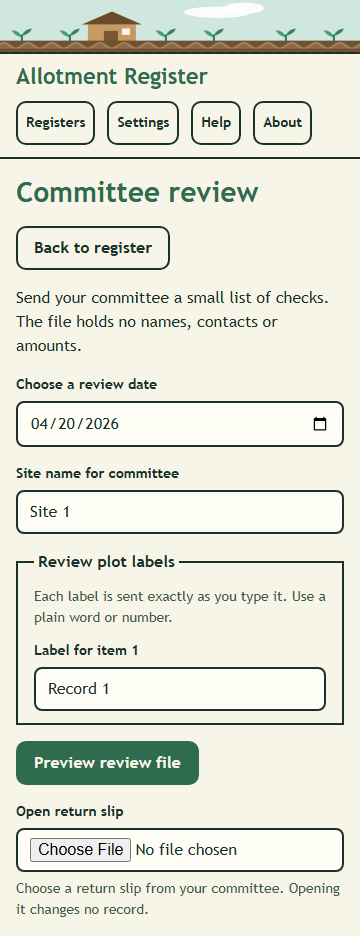 Allotment Register
Registers Settings Help About
Committee review
Back to register
Send your committee a small list of checks.
The file holds no names, contacts or
amounts.
Choose a review date
04/20/2026
Site name for committee
Site 1
Review plot labels
Each label is sent exactly as you type it. Use a
plain word or number.
Label for item 1
Record 1
Preview review file
Open return slip
Choose File No file chosen
Choose a return slip from your committee. Opening
it changes no record.